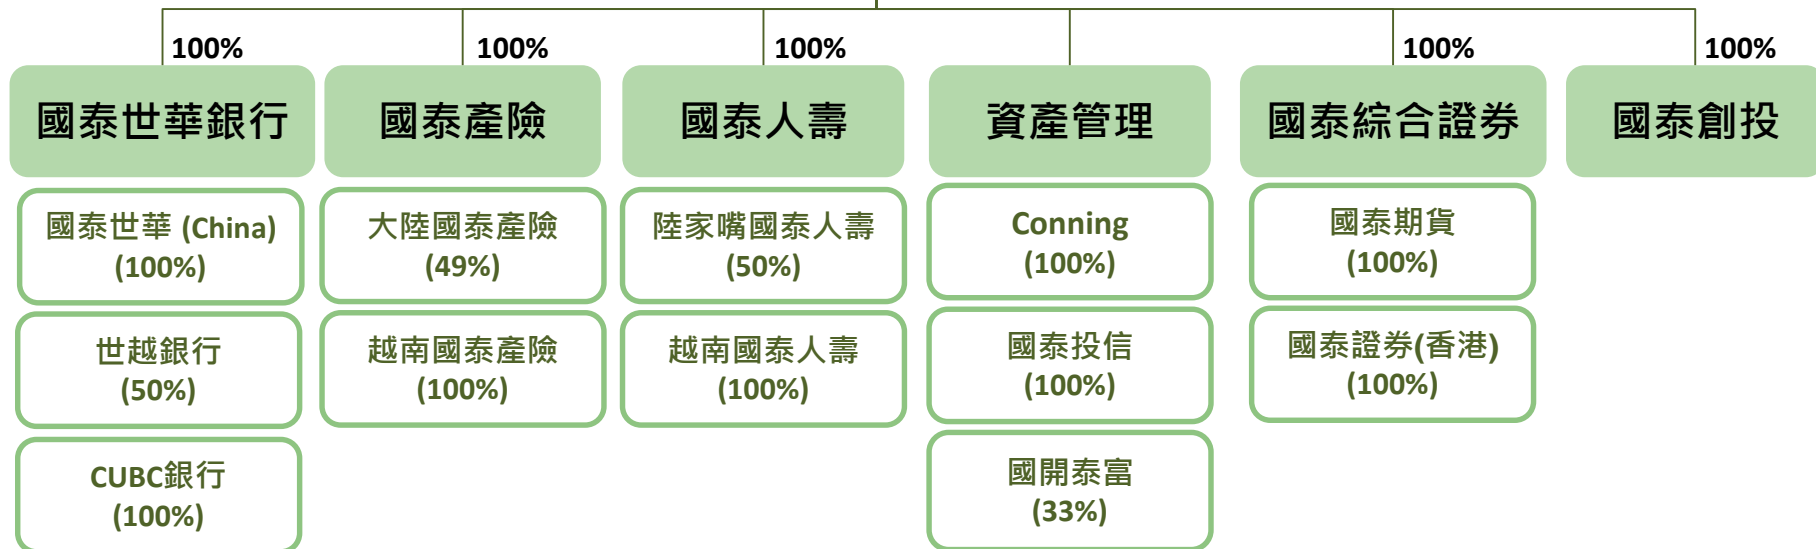 100%
100%
100%
100%
100%
國泰世華銀行
國泰產險
國泰人壽
資產管理
國泰綜合證券
國泰創投
國泰世華 (China)
(100%)
世越銀行
(50%)
CUBC銀行
(100%)
大陸國泰產險
(49%)
越南國泰產險
(100%)
陸家嘴國泰人壽
(50%)
越南國泰人壽
(100%)
Conning
(100%)
國泰投信
(100%)
國開泰富
(33%)
國泰期貨
(100%)
國泰證券(香港)
(100%)